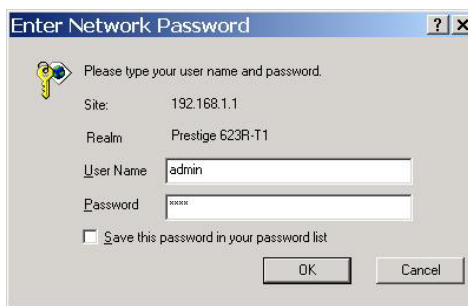 Enter Network Password
Please type your user name and password.
Site: 192.168.1.1
Realm Prestige 623R-T1
User Name admin
Password ××××
Save this password in your password list
OK Cancel